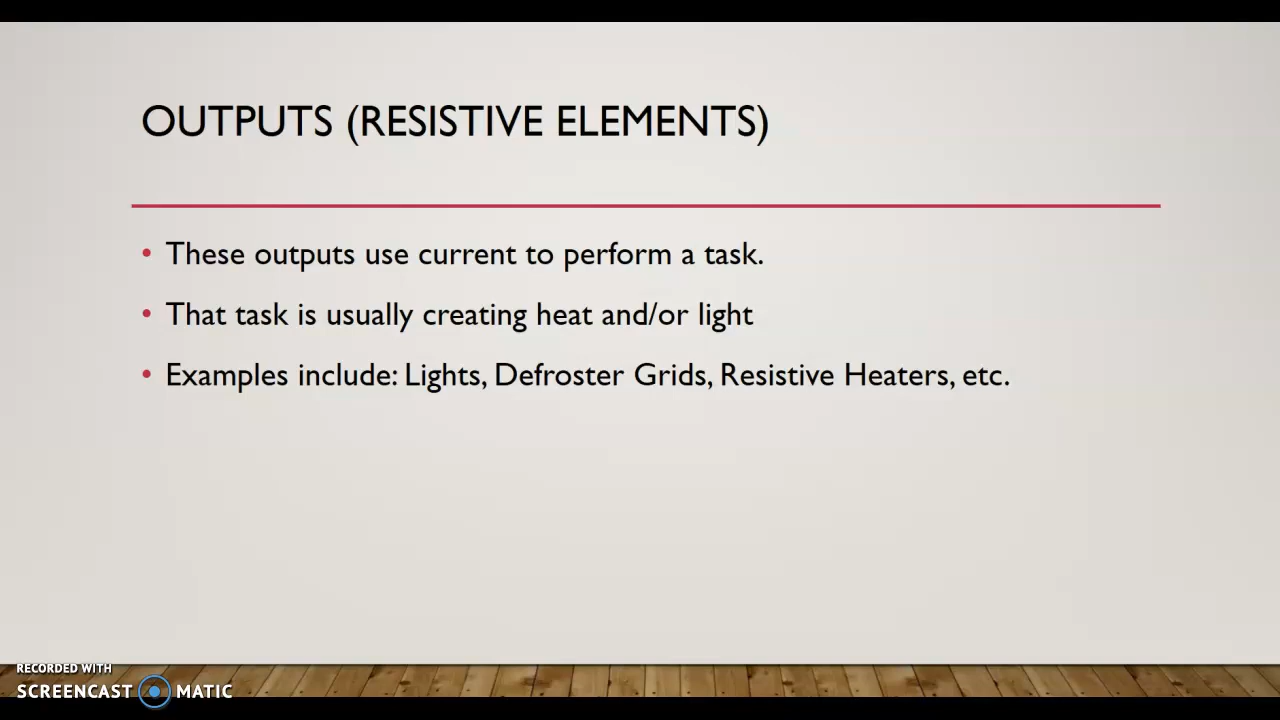 OUTPUTS (RESISTIVE ELEMENTS)
• These outputs use current to perform a task.
• That task is usually creating heat and/or light
• Examples include: Lights, Defroster Grids, Resistive Heaters, etc.
RECORDED WITH
SCREENCAST MATIC